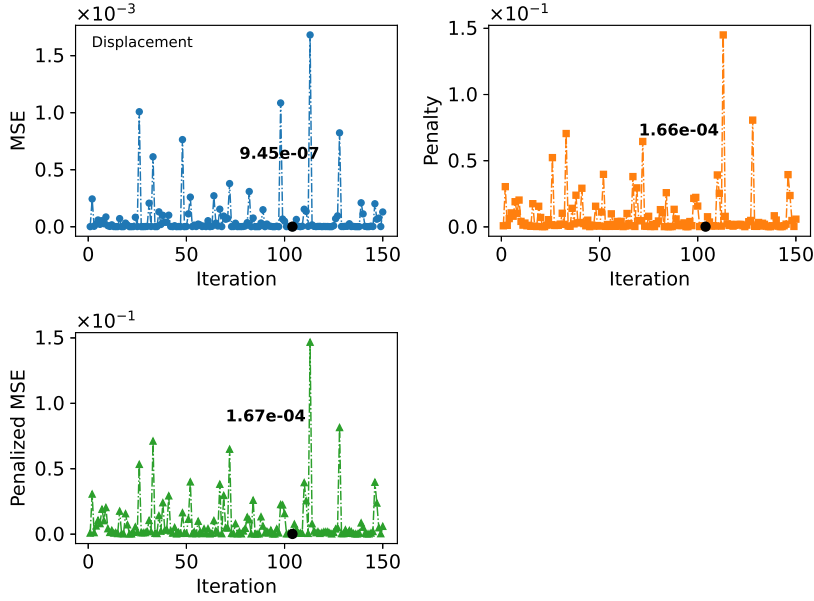 ×10⁻³
Displacement
1.5
1.0
0.5
0.0
MSE
9.45e-07
0
50
100
150
Iteration
×10⁻¹
1.5
1.0
0.5
0.0
Penalty
1.66e-04
0
50
100
150
Iteration
×10⁻¹
1.5
1.0
0.5
0.0
Penalized MSE
1.67e-04
0
50
100
150
Iteration